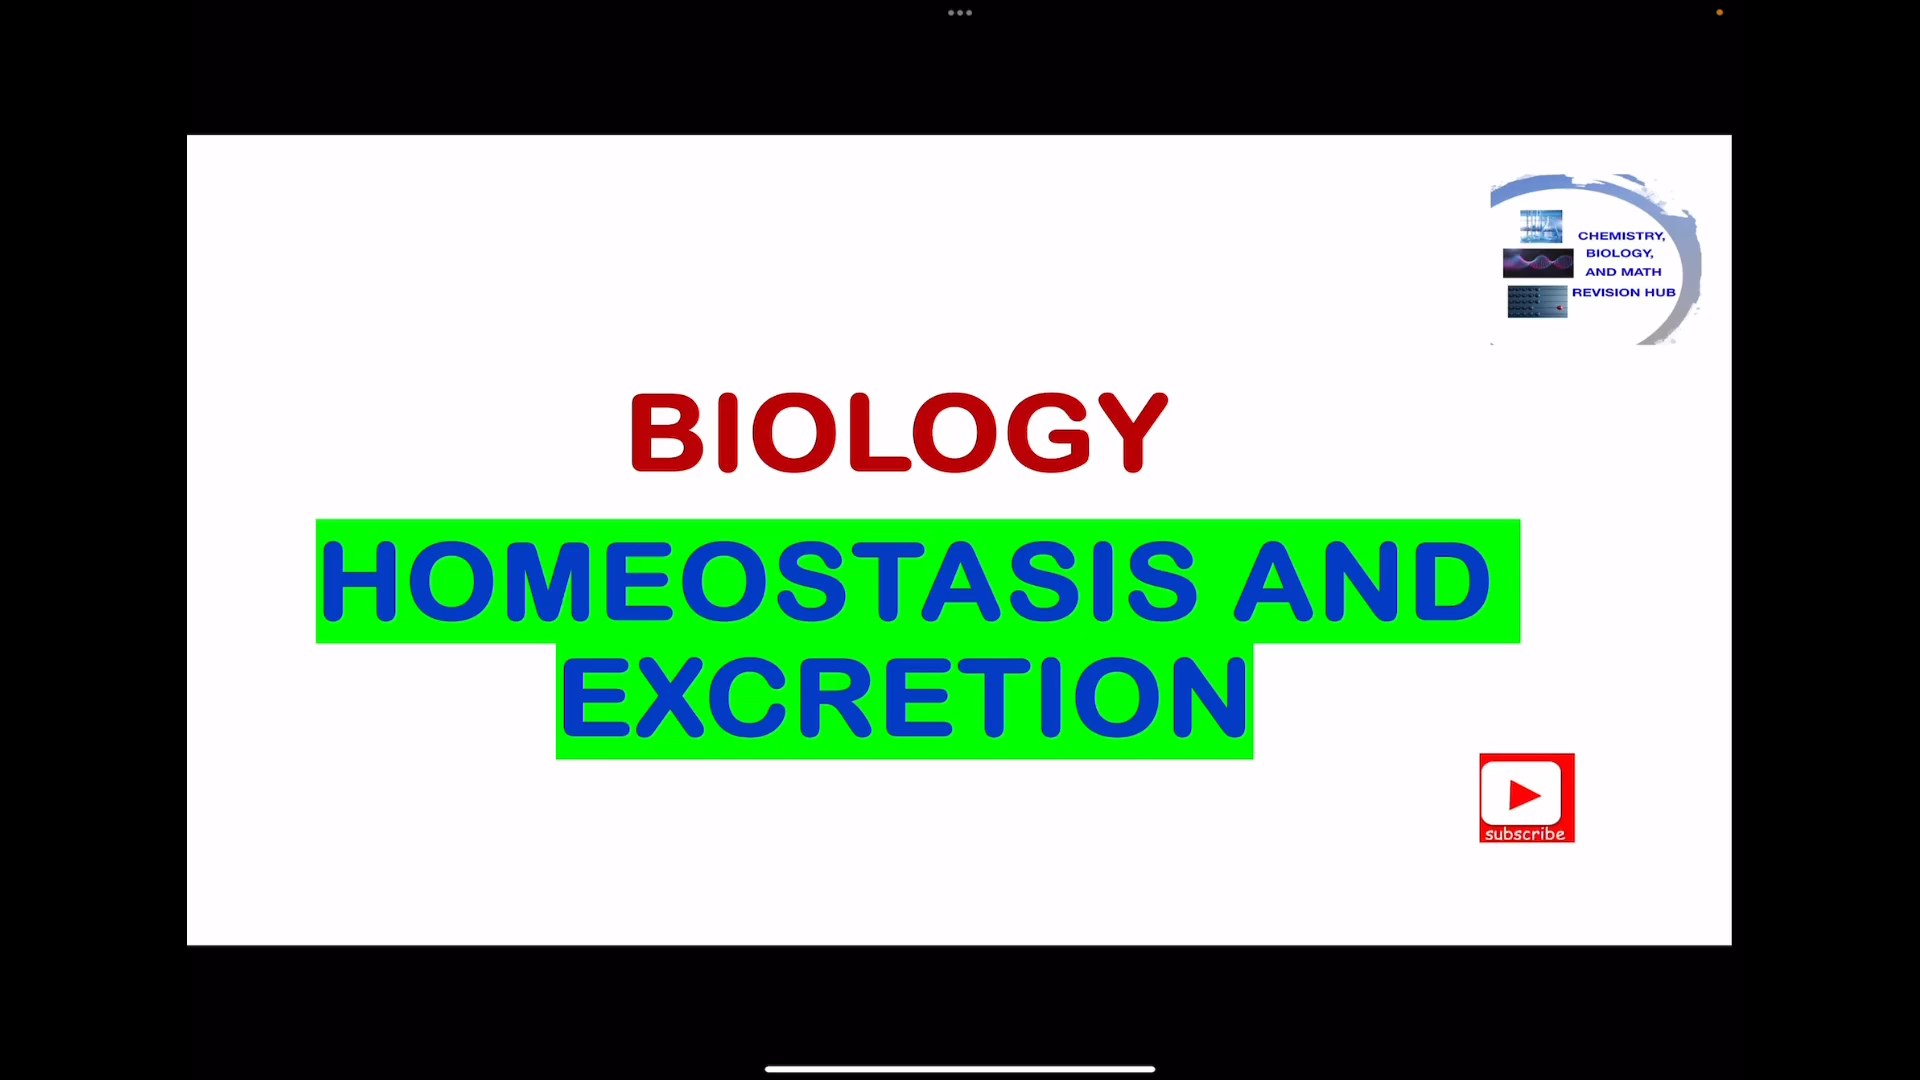 CHEMISTRY,
BIOLOGY,
AND MATH
REVISION HUB
BIOLOGY
HOMEOSTASIS AND
EXCRETION
subscribe